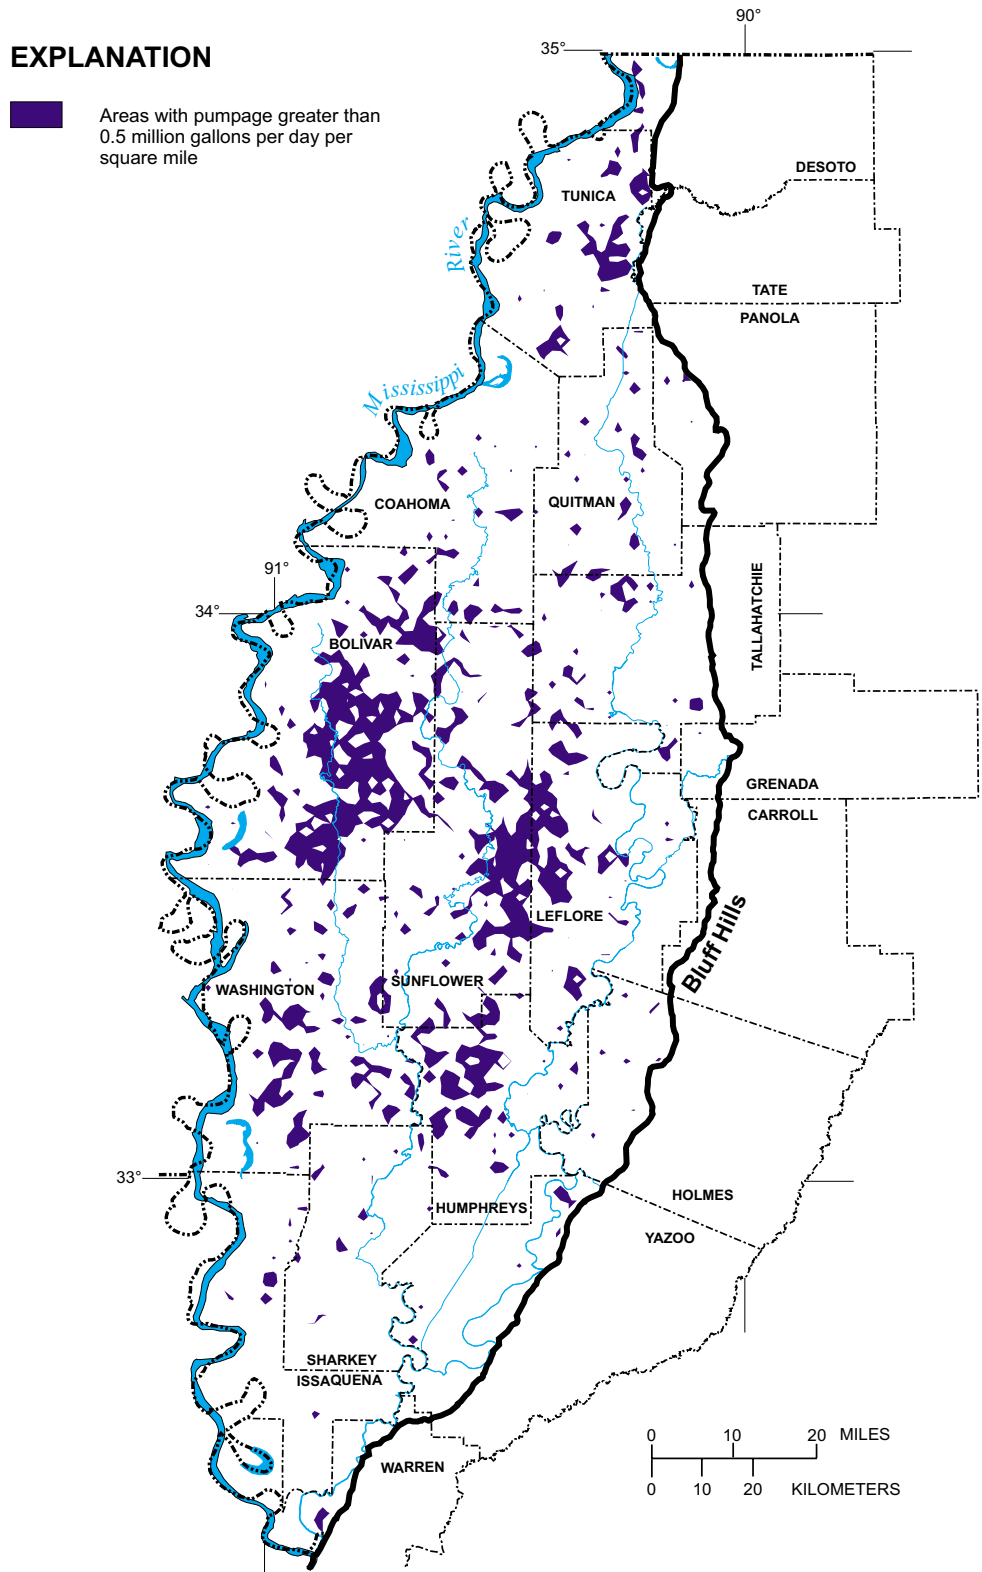 EXPLANATION
Areas with pumpage greater than
0.5 million gallons per day per
square mile
90°
35°
DESOTO
TUNICA
River
TATE
PANOLA
Mississippi
COAHOMA
QUITMAN
91°
34°
TALLAHATCHIE
BOLIVAR
GRENADA
CARROLL
LEFLORE
Bluff Hills
SUNFLOWER
WASHINGTON
33°
HOLMES
HUMPHREYS
YAZOO
SHARKEY
ISSAQUENA
WARREN
0 10 20 MILES
0 10 20 KILOMETERS